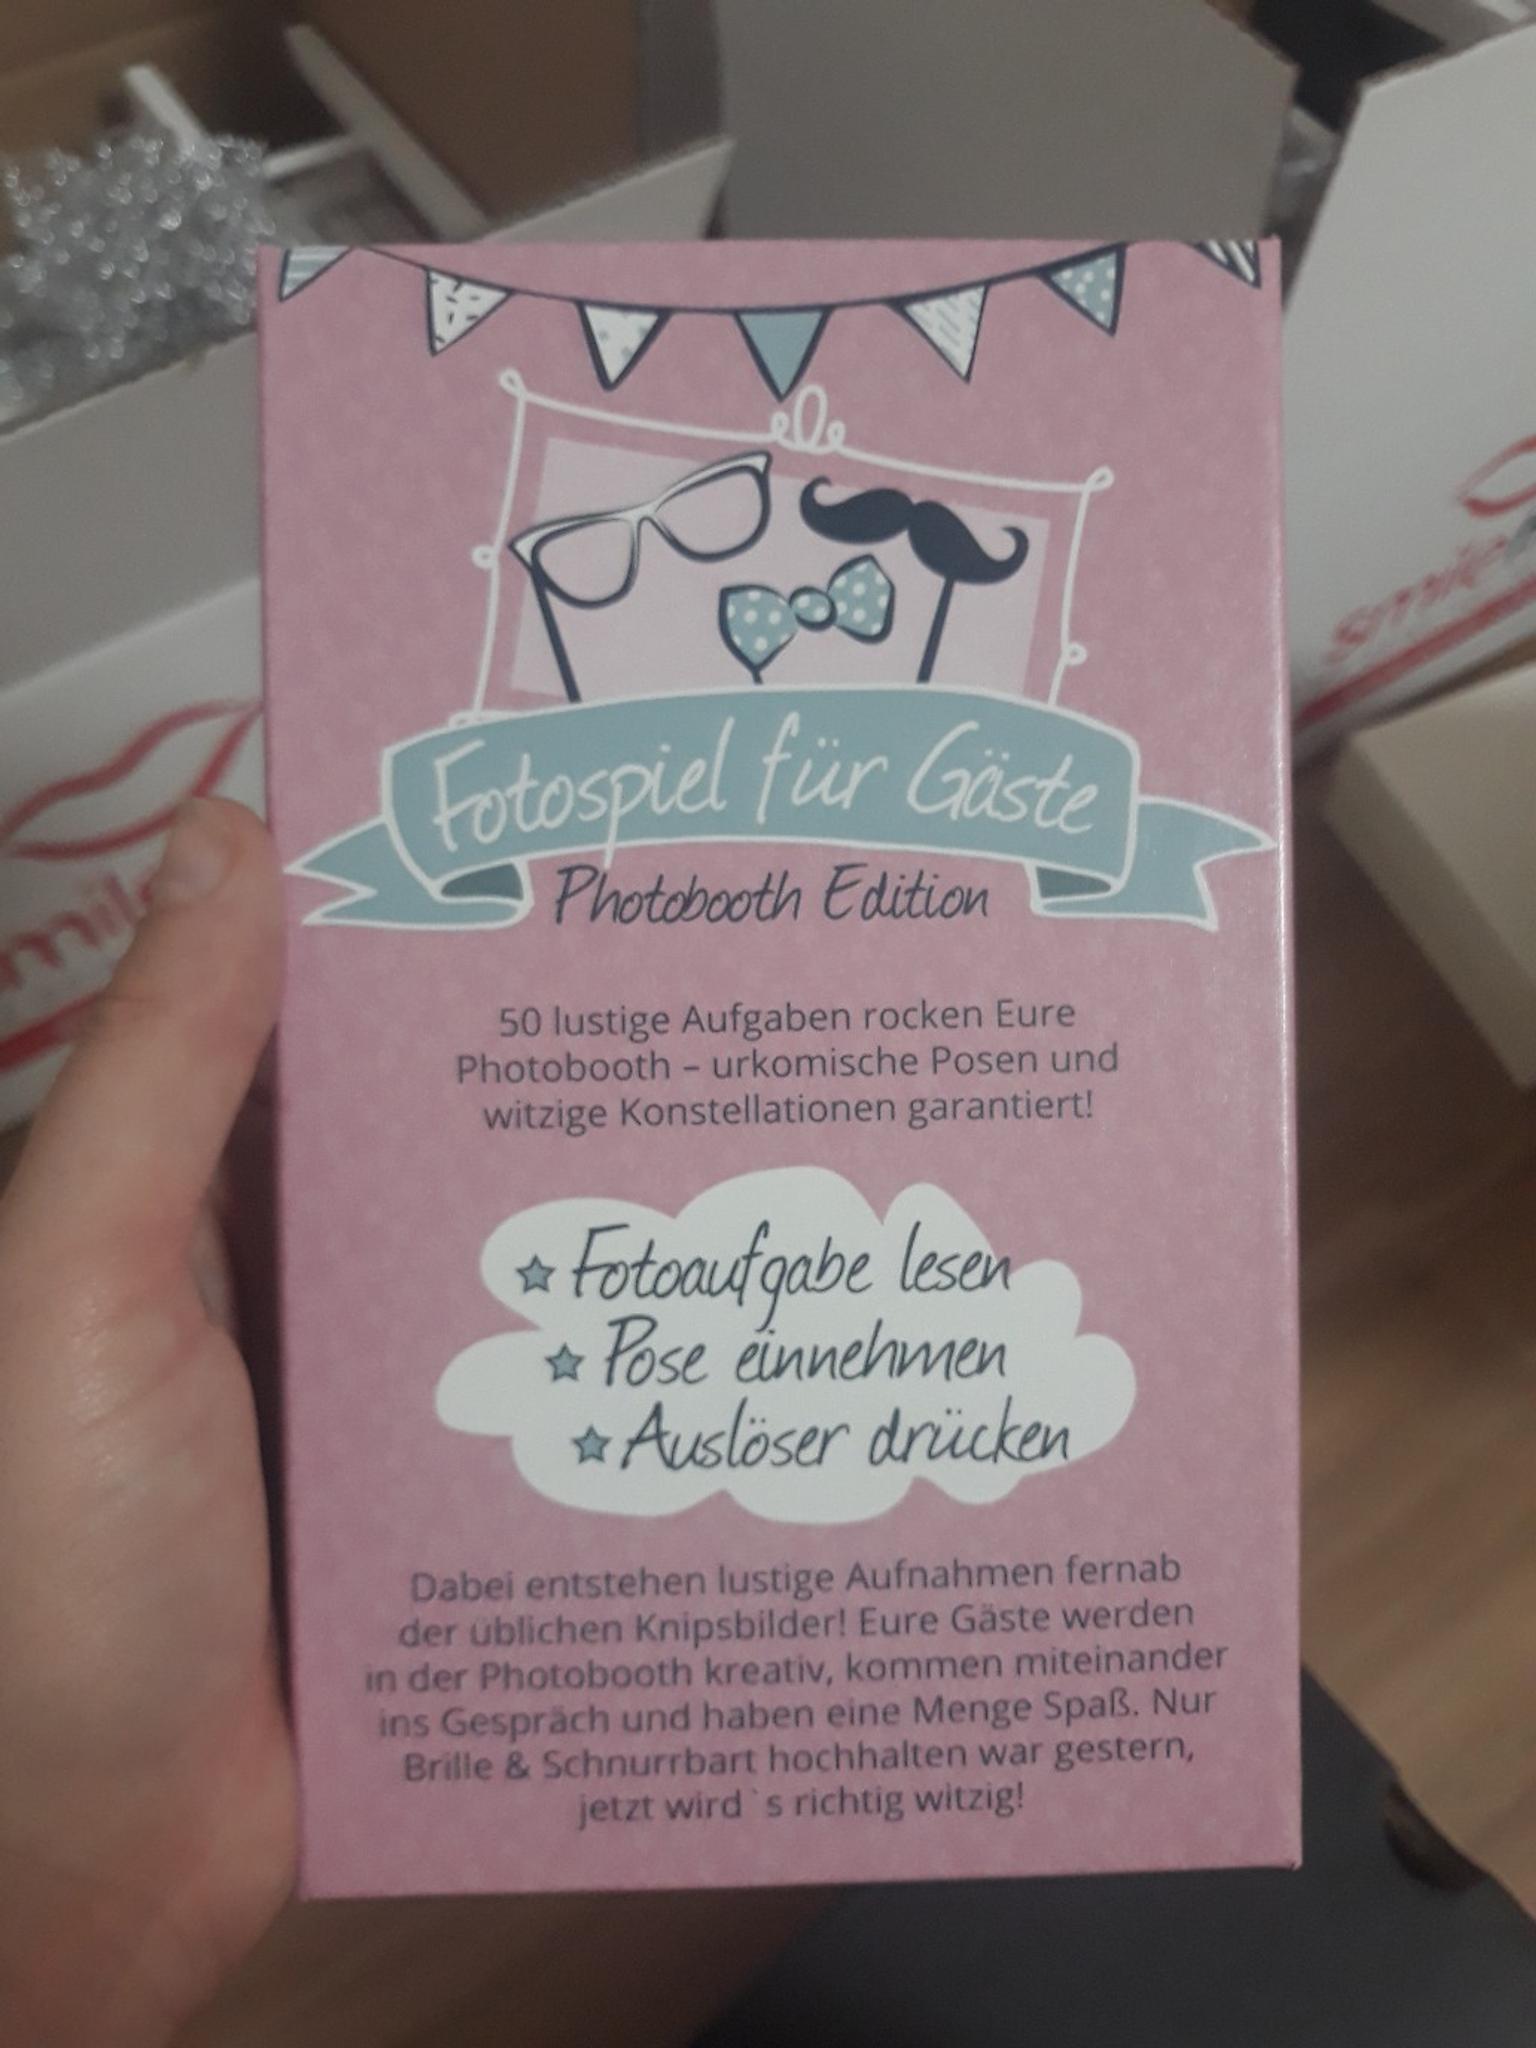 Fotospiel für Gäste
Photobooth Edition
50 lustige Aufgaben rocken Eure
Photobooth – urkomische Posen und
witzige Konstellationen garantiert!
Fotoaufgabe lesen
Pose einnehmen
Auslöser drücken
Dabei entstehen lustige Aufnahmen fernab
der üblichen Knipsbilder! Eure Gäste werden
in der Photobooth kreativ, kommen miteinander
ins Gespräch und haben eine Menge Spaß. Nur
Brille & Schnurrbart hochhalten war gestern,
jetzt wird`s richtig witzig!
smile
smile